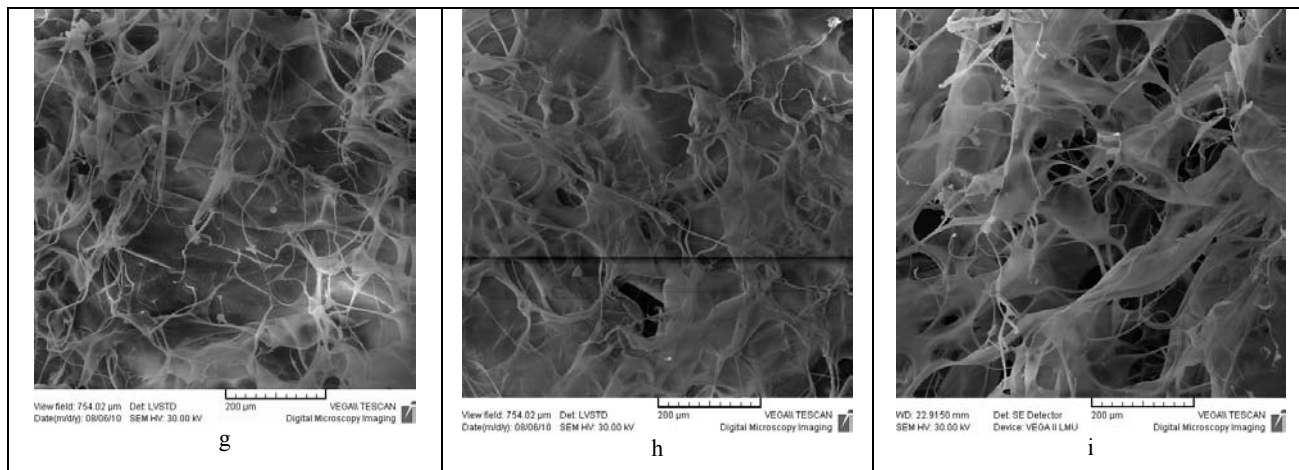 View field: 754.02 µm Det: LVSTD
200 µm
VEGA\\ TESCAN
Date(m/d/y): 08/06/10 SEM HV: 30.00 kV
Digital Microscopy Imaging
g
View field: 754.02 µm Det: LVSTD
200 µm
VEGA\\ TESCAN
Date(m/d/y): 08/06/10 SEM HV: 30.00 kV
Digital Microscopy Imaging
h
WD: 22.9150 mm Det: SE Detector
200 µm
VEGA\\ TESCAN
SEM HV: 30.00 kV Device: VEGA II LMU
Digital Microscopy Imaging
i